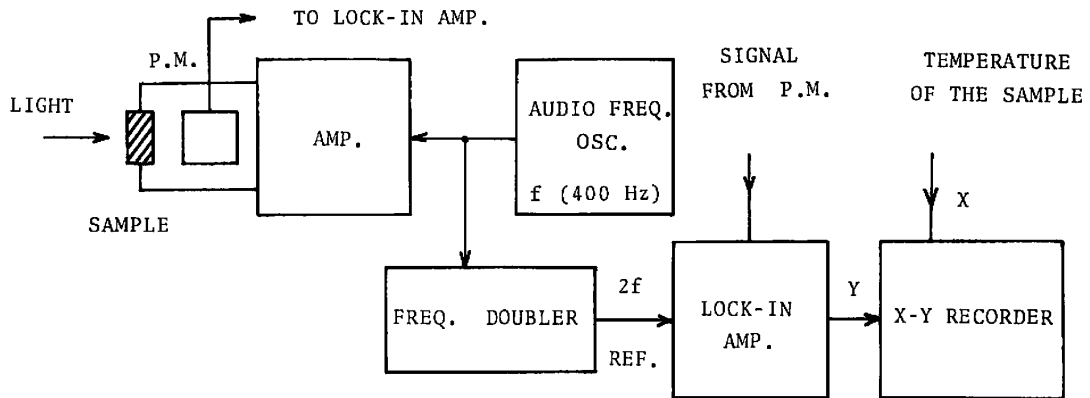 TO LOCK-IN AMP.
P.M.
LIGHT
SAMPLE
AMP.
AUDIO FREQ.
OSC.
f (400 Hz)
SIGNAL
FROM P.M.
TEMPERATURE
OF THE SAMPLE
X
FREQ. DOUBLER
2f
REF.
LOCK-IN
AMP.
Y
X-Y RECORDER